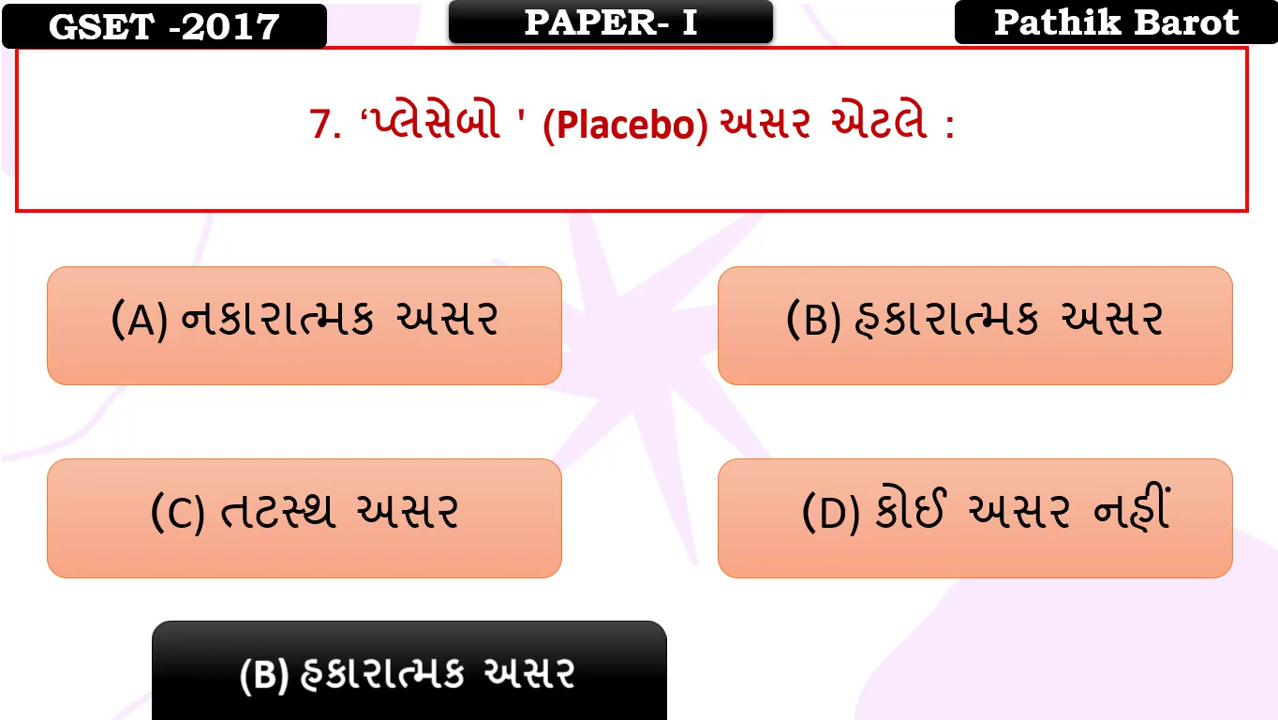 GSET -2017
PAPER- I
Pathik Barot
7. ‘પ્લેસેબો ' (Placebo) અસર એટલે :
(A) નકારાત્મક અસર
(B) હકારાત્મક અસર
(C) તટસ્થ અસર
(D) કોઈ અસર નહીં
(B) હકારાત્મક અસર